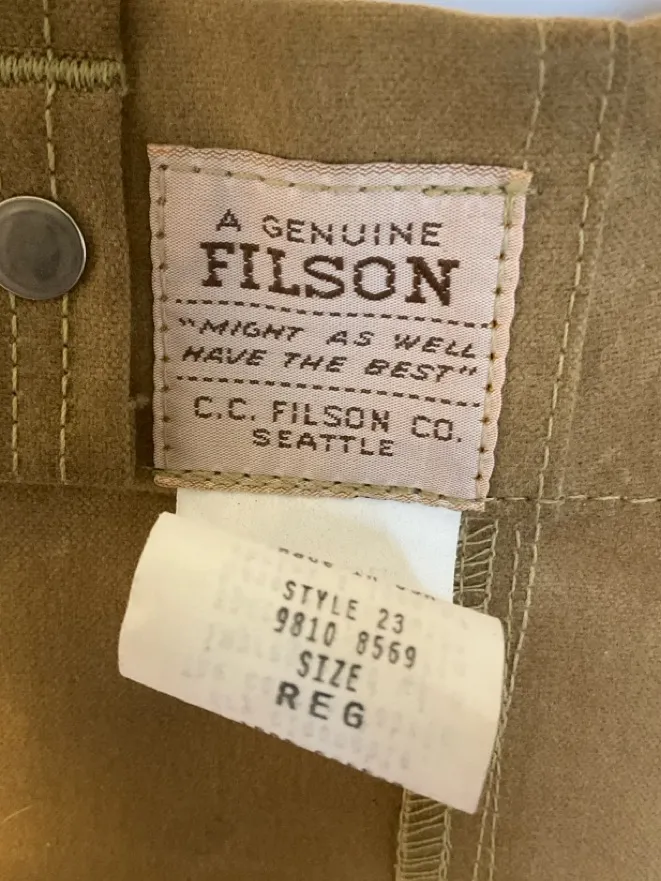 A GENUINE
FILSON
"MIGHT AS WELL
HAVE THE BEST"
C.C. FILSON CO.
SEATTLE
STYLE 23
9810 8569
SIZE
REG